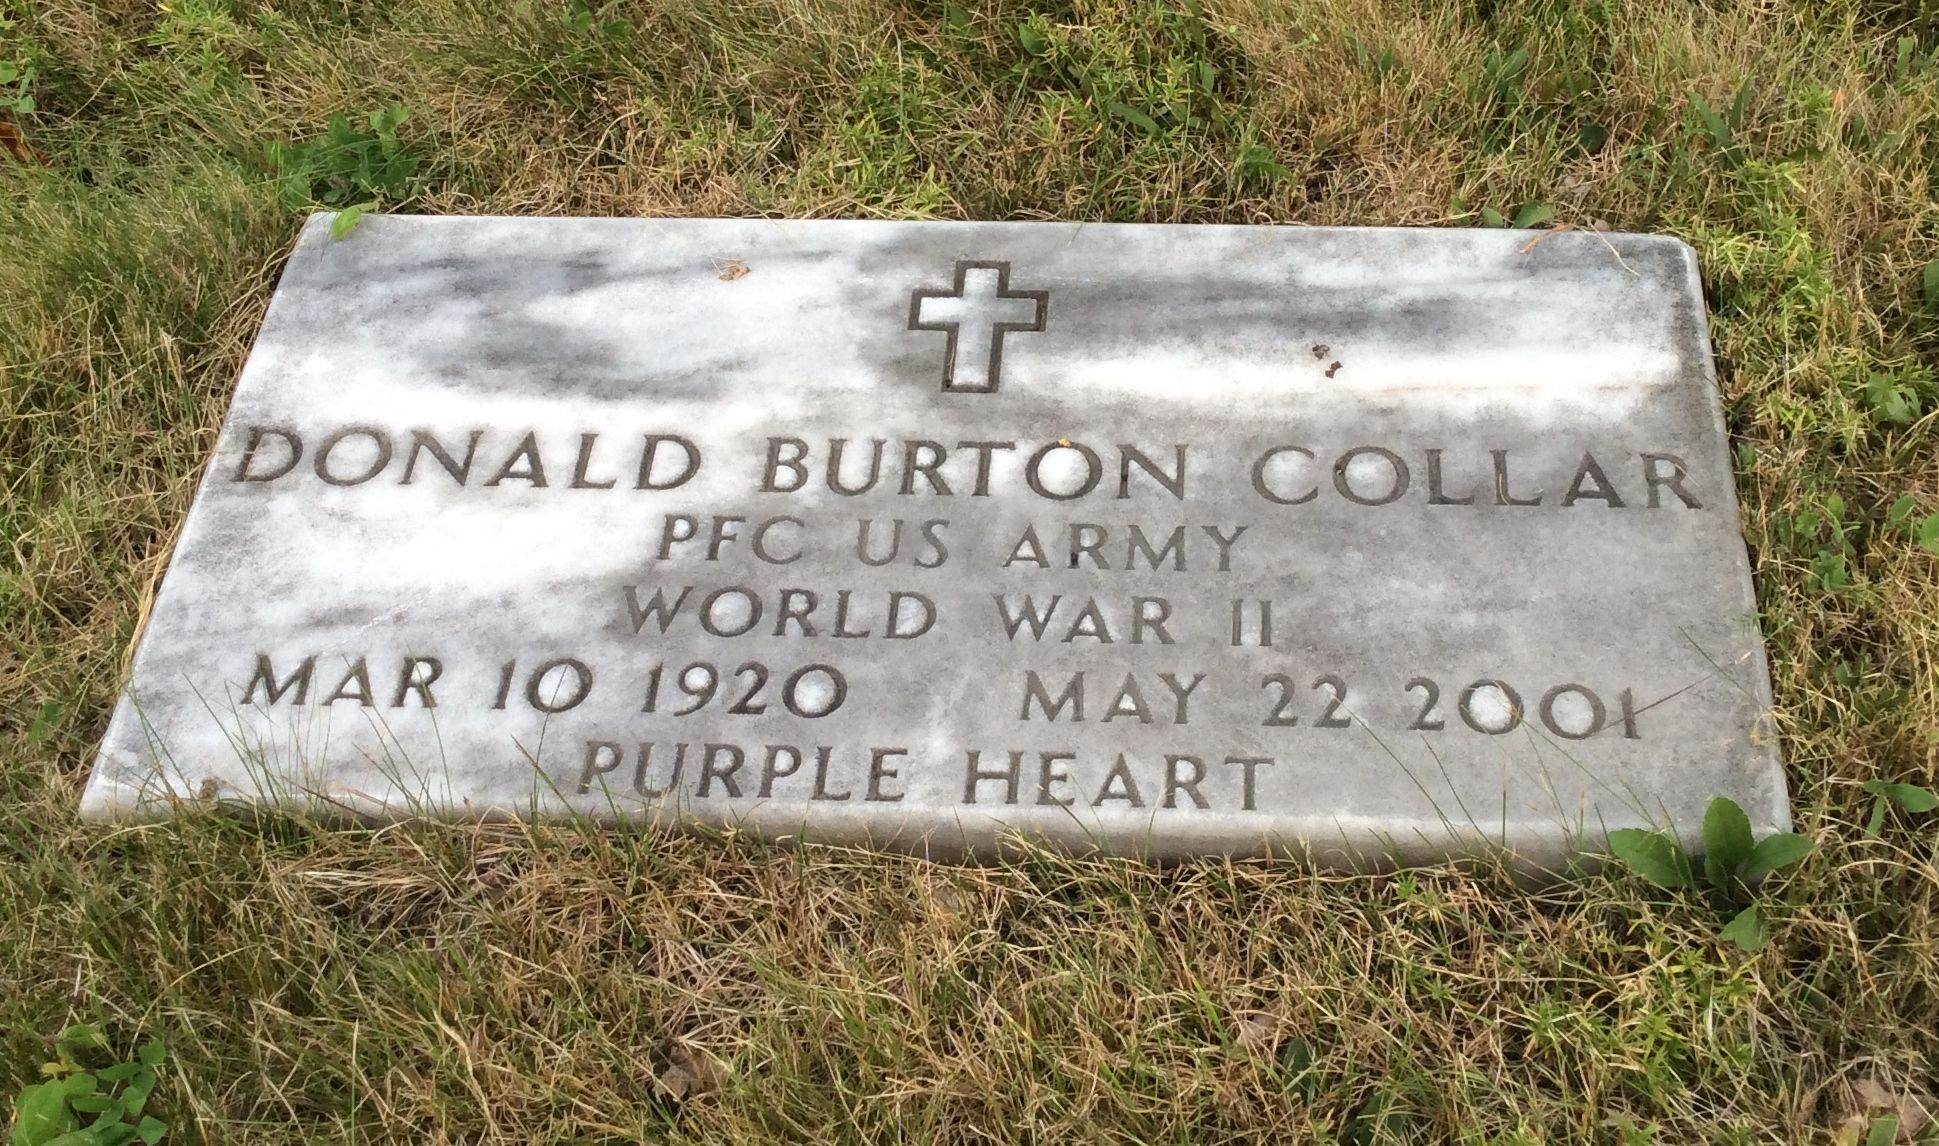 DONALD BURTON COLLAR
PFC US ARMY
WORLD WAR II
MAR 10 1920 MAY 22 2001
PURPLE HEART